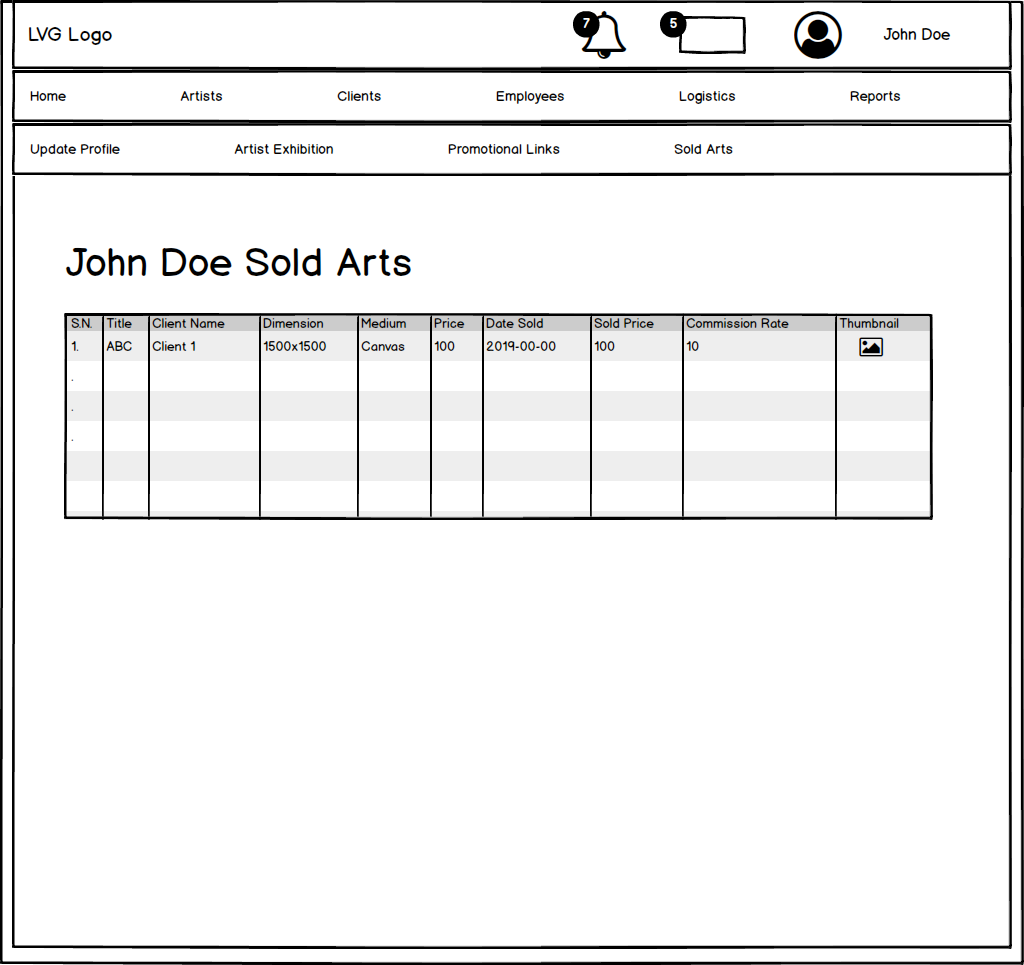 LVG Logo 7 5 John Doe
Home Artists Clients Employees Logistics Reports
Update Profile Artist Exhibition Promotional Links Sold Arts
John Doe Sold Arts
S.N. Title Client Name Dimension Medium Price Date Sold Sold Price Commission Rate Thumbnail
1. ABC Client 1 1500x1500 Canvas 100 2019-00-00 100 10
.
.
.